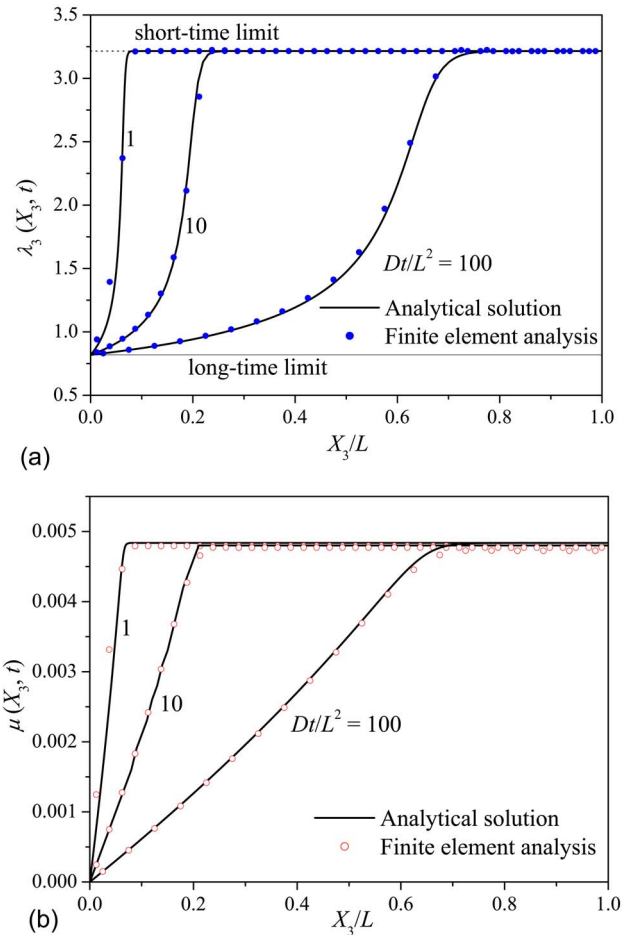 3.5
short-time limit
3.0
2.5
1
2.0
10
1.5
Dt/L² = 100
Analytical solution
1.0
Finite element analysis
long-time limit
0.5
0.0 0.2 0.4 0.6 0.8 1.0
λ₃ (X₃, t)
X₃/L
(a)
0.005
0.004
1
0.003
10
Dt/L² = 100
0.002
0.001
Analytical solution
Finite element analysis
0.000
0.0 0.2 0.4 0.6 0.8 1.0
μ (X₃, t)
X₃/L
(b)